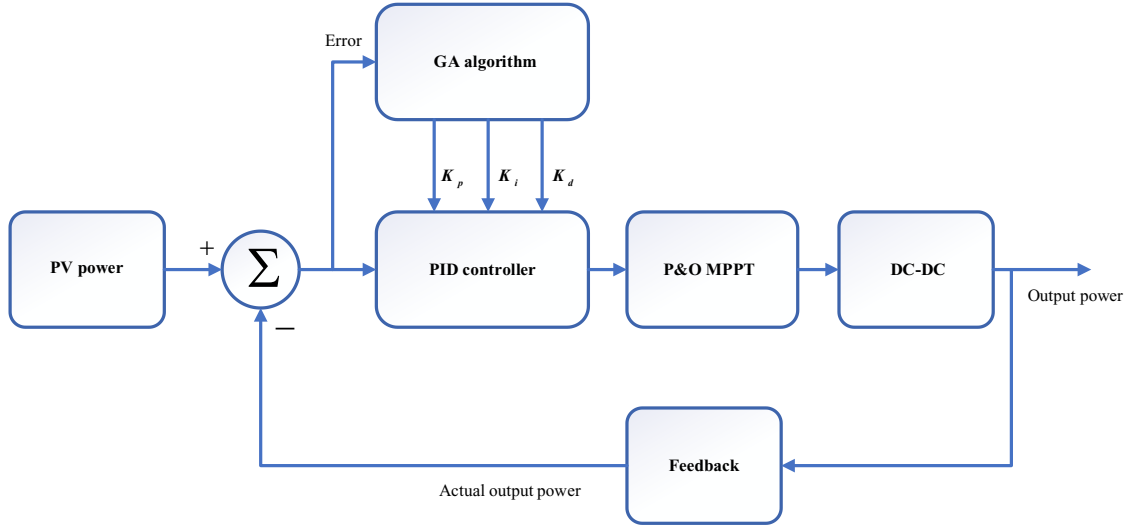 Error
GA algorithm
K p
K i
K d
PV power
+
Σ
−
PID controller
P&O MPPT
DC-DC
Output power
Feedback
Actual output power